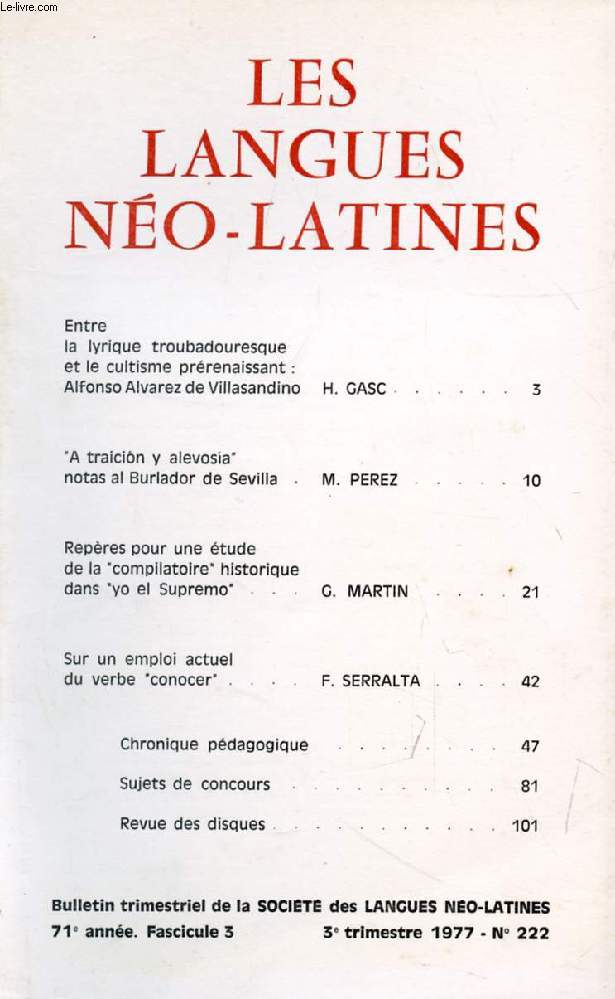 Le-livre.com
LES
LANGUES
NÉO-LATINES
Entre
la lyrique troubadouresque
et le cultisme prérenaissant :
Alfonso Alvarez de Villasandino H. GASC . . . . . . 3
"A traiciôn y alevosia"
notas al Burlador de Sevilla . M. PEREZ . . . . . 10
Repères pour une étude
de la "compilatoire" historique
dans "yo el Supremo" . . . G. MARTIN . . . . 21
Sur un emploi actuel
du verbe "conocer" . . . . F. SERRALTA . . . . 42
Chronique pédagogique . . . . . . . . 47
Sujets de concours . . . . . . . . . . 81
Revue des disques . . . . . . . . . . . 101
Bulletin trimestriel de la SOCIETE des LANGUES NEO-LATINES
71e année. Fascicule 3 3e trimestre 1977 - N° 222